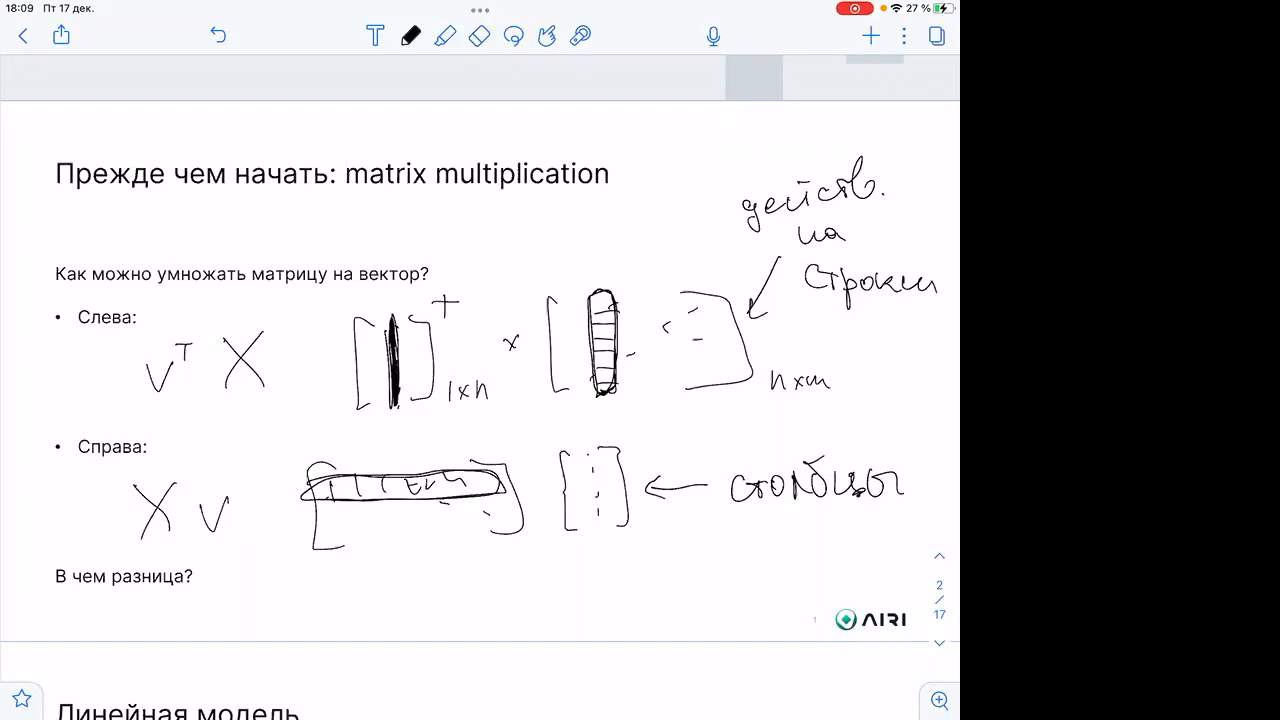 18:09 Пт 17 дек.
27 %
Прежде чем начать: matrix multiplication
действ.
на
строки
Как можно умножать матрицу на вектор?
• Слева:
v^T X [ ]^T 1xn x [ ] nxm
• Справа:
X v [ ] [ ] ← столбцы
В чем разница?
2
/
17
1
AIRI
Линейная модель